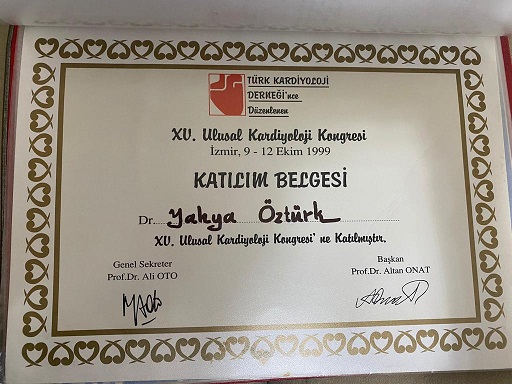 TÜRK KARDİYOLOJİ
DERNEĞİ'nce
Düzenlenen
XV. Ulusal Kardiyoloji Kongresi
İzmir, 9 - 12 Ekim 1999
KATILIM BELGESİ
Dr. Yahya Öztürk
XV. Ulusal Kardiyoloji Kongresi' ne Katılmıştır.
Genel Sekreter
Prof.Dr. Ali OTO
Başkan
Prof.Dr. Altan ONAT